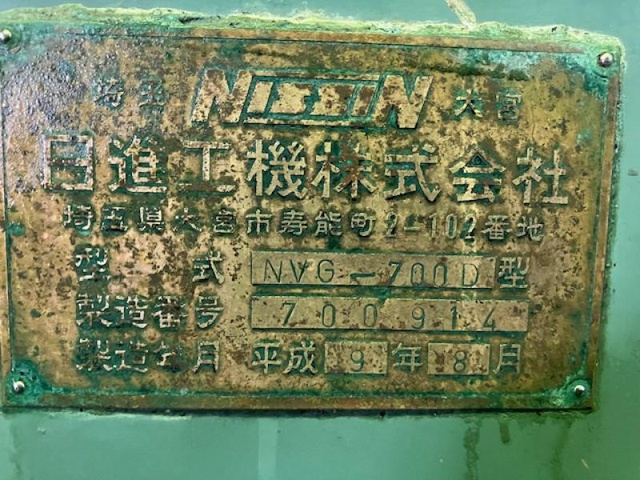 埼玉 NISSIN 大宮
日進工機株式会社
埼玉県大宮市寿能町2-102番地
型式 NVG-700D型
製造番号 700914
製造年月 平成9年8月